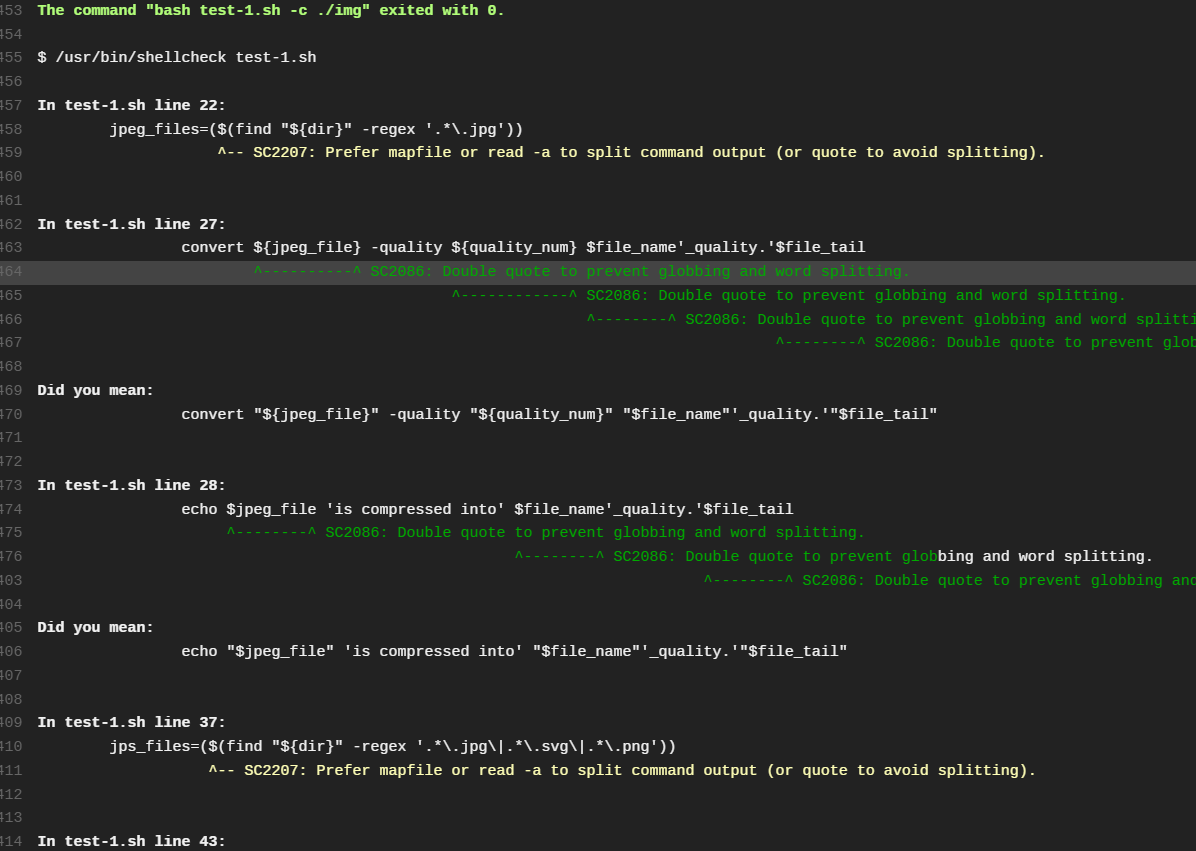 453 The command "bash test-1.sh -c ./img" exited with 0.
454
455 $ /usr/bin/shellcheck test-1.sh
456
457 In test-1.sh line 22:
458 jpeg_files=($(find "${dir}" -regex '.*\.jpg'))
459 ^-- SC2207: Prefer mapfile or read -a to split command output (or quote to avoid splitting).
460
461
462 In test-1.sh line 27:
463 convert ${jpeg_file} -quality ${quality_num} $file_name'_quality.'$file_tail
464 ^----------^ SC2086: Double quote to prevent globbing and word splitting.
465 ^------------^ SC2086: Double quote to prevent globbing and word splitting.
466 ^--------^ SC2086: Double quote to prevent globbing and word splitti
467 ^--------^ SC2086: Double quote to prevent glob
468
469 Did you mean:
470 convert "${jpeg_file}" -quality "${quality_num}" "$file_name"'_quality.'"$file_tail"
471
472
473 In test-1.sh line 28:
474 echo $jpeg_file 'is compressed into' $file_name'_quality.'$file_tail
475 ^--------^ SC2086: Double quote to prevent globbing and word splitting.
476 ^--------^ SC2086: Double quote to prevent globbing and word splitting.
403 ^--------^ SC2086: Double quote to prevent globbing and
404
405 Did you mean:
406 echo "$jpeg_file" 'is compressed into' "$file_name"'_quality.'"$file_tail"
407
408
409 In test-1.sh line 37:
410 jps_files=($(find "${dir}" -regex '.*\.jpg\|.*\.svg\|.*\.png'))
411 ^-- SC2207: Prefer mapfile or read -a to split command output (or quote to avoid splitting).
412
413
414 In test-1.sh line 43: